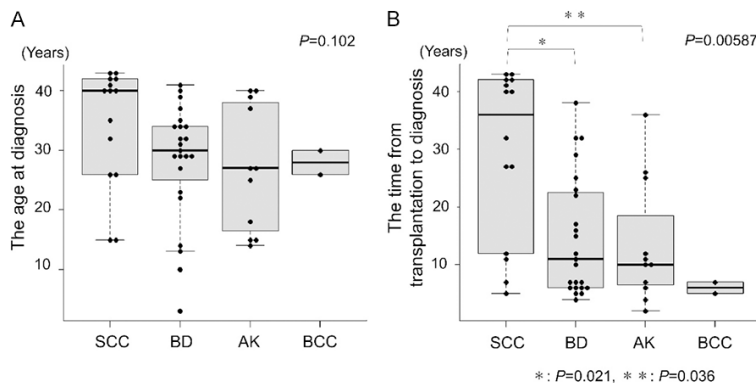 A
(Years)
P=0.102
The age at diagnosis
40
30
20
10
SCC
BD
AK
BCC
B
(Years)
P=0.00587
**
*
The time from
transplantation to diagnosis
40
30
20
10
SCC
BD
AK
BCC
*: P=0.021, **: P=0.036